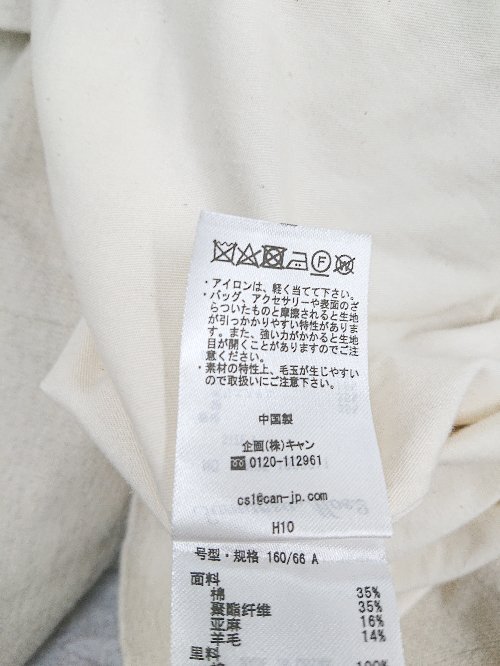 ・アイロンは、軽く当てて下さい。
・バッグ、アクセサリーや表面のざ
らついたものと摩擦されると生地
が引っかかりやすい特性がありま
す。また、強い力がかかると生地
目が開くことがありますのでご注
意ください。
・素材の特性上、毛玉が生じやすい
ので取扱いにご注意下さい。
中国製
企画(株)キャン
0120-112961
csl@can-jp.com
H10
号型・规格 160/66 A
面料
棉 35%
聚酯纤维 35%
亚麻 16%
羊毛 14%
里料
100%